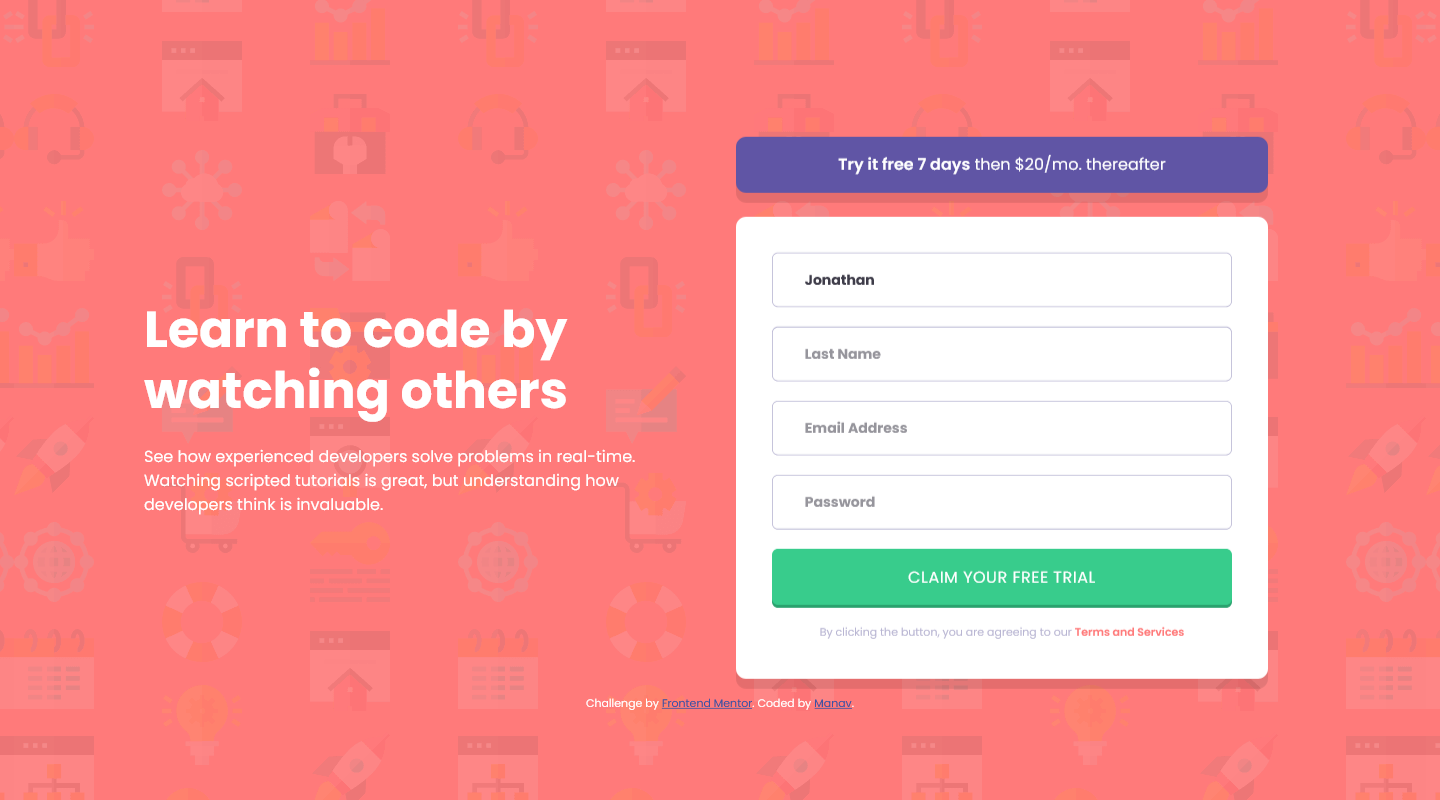 Learn to code by
watching others
See how experienced developers solve problems in real-time.
Watching scripted tutorials is great, but understanding how
developers think is invaluable.
Try it free 7 days then $20/mo. thereafter
Jonathan
Last Name
Email Address
Password
CLAIM YOUR FREE TRIAL
By clicking the button, you are agreeing to our Terms and Services
Challenge by Frontend Mentor. Coded by Manav.